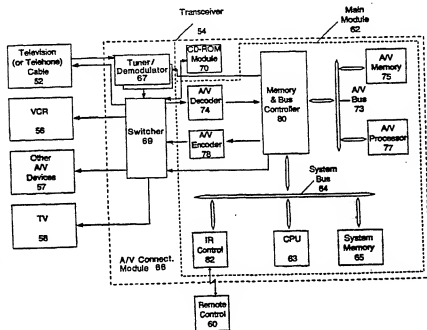 Transceiver
54
Main
Module
62
Television
(or Telehone)
Cable
52
Tuner/
Demodulator
67
CD-ROM
Module
70
A/V Memory
75
VCR
56
Switcher
69
A/V
Decoder
74
Memory
& Bus
Controller
80
A/V
Bus
73
A/V
Encoder
78
A/V
Processor
77
Other
A/V
Devices
57
System
Bus
64
TV
58
IR
Control
82
CPU
63
System
Memory
65
A/V Connect.
Module 66
Remote
Control
60